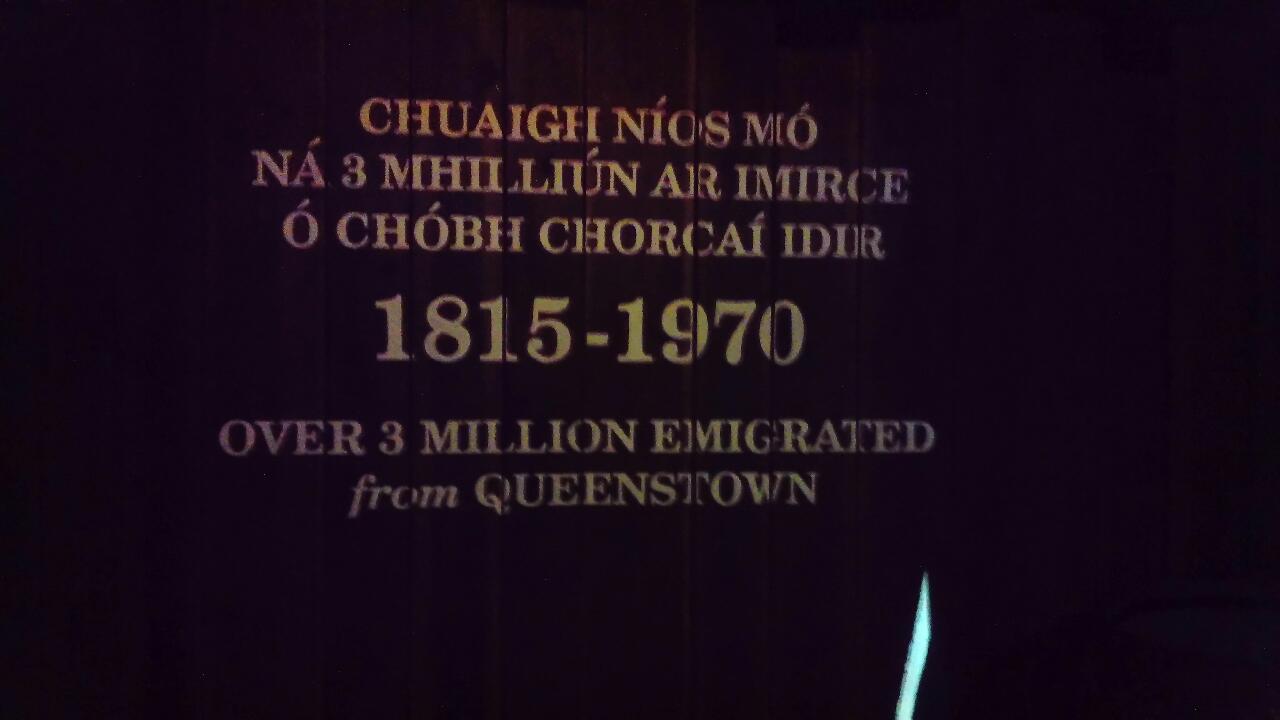 CHUAIGH NÍOS MÓ
NÁ 3 MHILLIÚN AR IMIRCE
Ó CHÓBH CHORCAÍ IDIR
1815-1970
OVER 3 MILLION EMIGRATED
from QUEENSTOWN